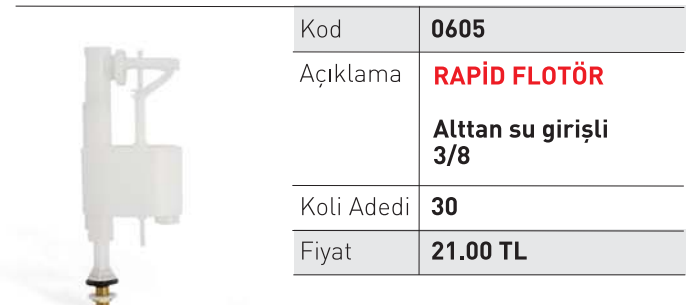 Kod 0605
Açıklama RAPİD FLOTÖR
Alttan su girişli
3/8
Koli Adedi 30
Fiyat 21.00 TL